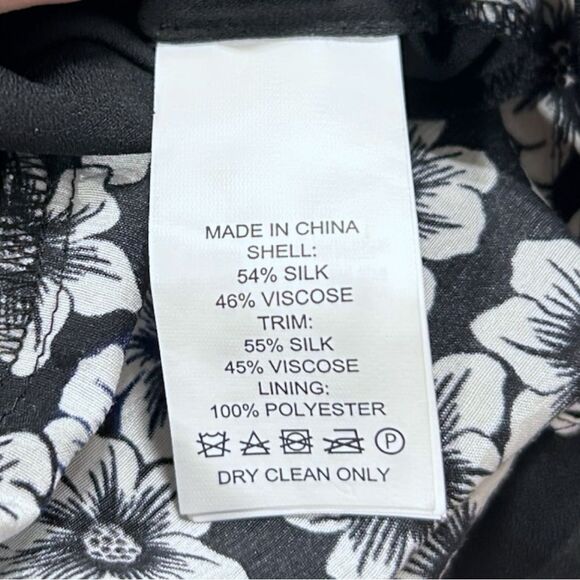 MADE IN CHINA
SHELL:
54% SILK
46% VISCOSE
TRIM:
55% SILK
45% VISCOSE
LINING:
100% POLYESTER
P
DRY CLEAN ONLY